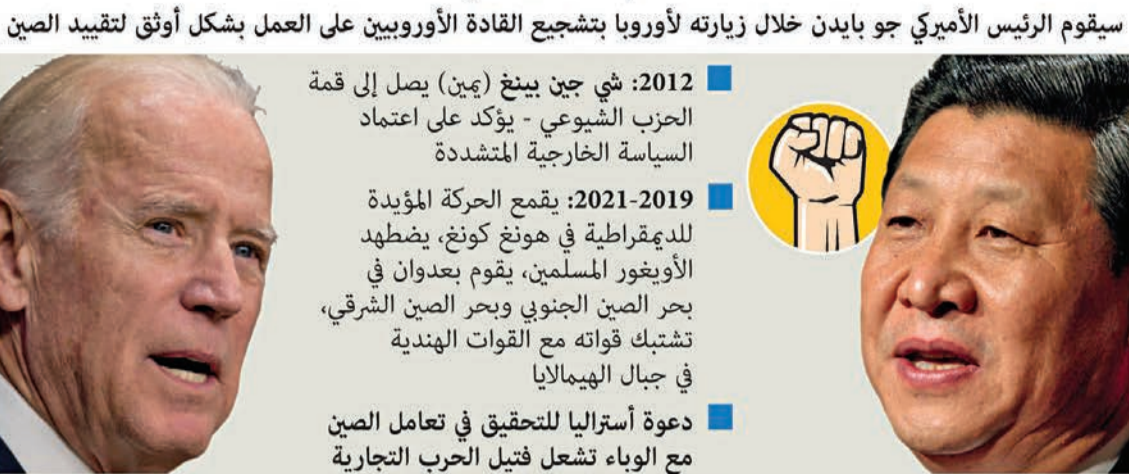 سيقوم الرئيس الأميركي جو بايدن خلال زيارته لأوروبا بتشجيع القادة الأوروبيين على العمل بشكل أوثق لتقييد الصين
2012: شي جين بينغ (يمين) يصل إلى قمة
الحزب الشيوعي - يؤكد على اعتماد
السياسة الخارجية المتشددة
2021-2019: يقمع الحركة المؤيدة
للديمقراطية في هونغ كونغ، يضطهد
الأويغور المسلمين، يقوم بعدوان في
بحر الصين الجنوبي وبحر الصين الشرقي،
تشتبك قواته مع القوات الهندية
في جبال الهيمالايا
دعوة أستراليا للتحقيق في تعامل الصين
مع الوباء تشعل فتيل الحرب التجارية